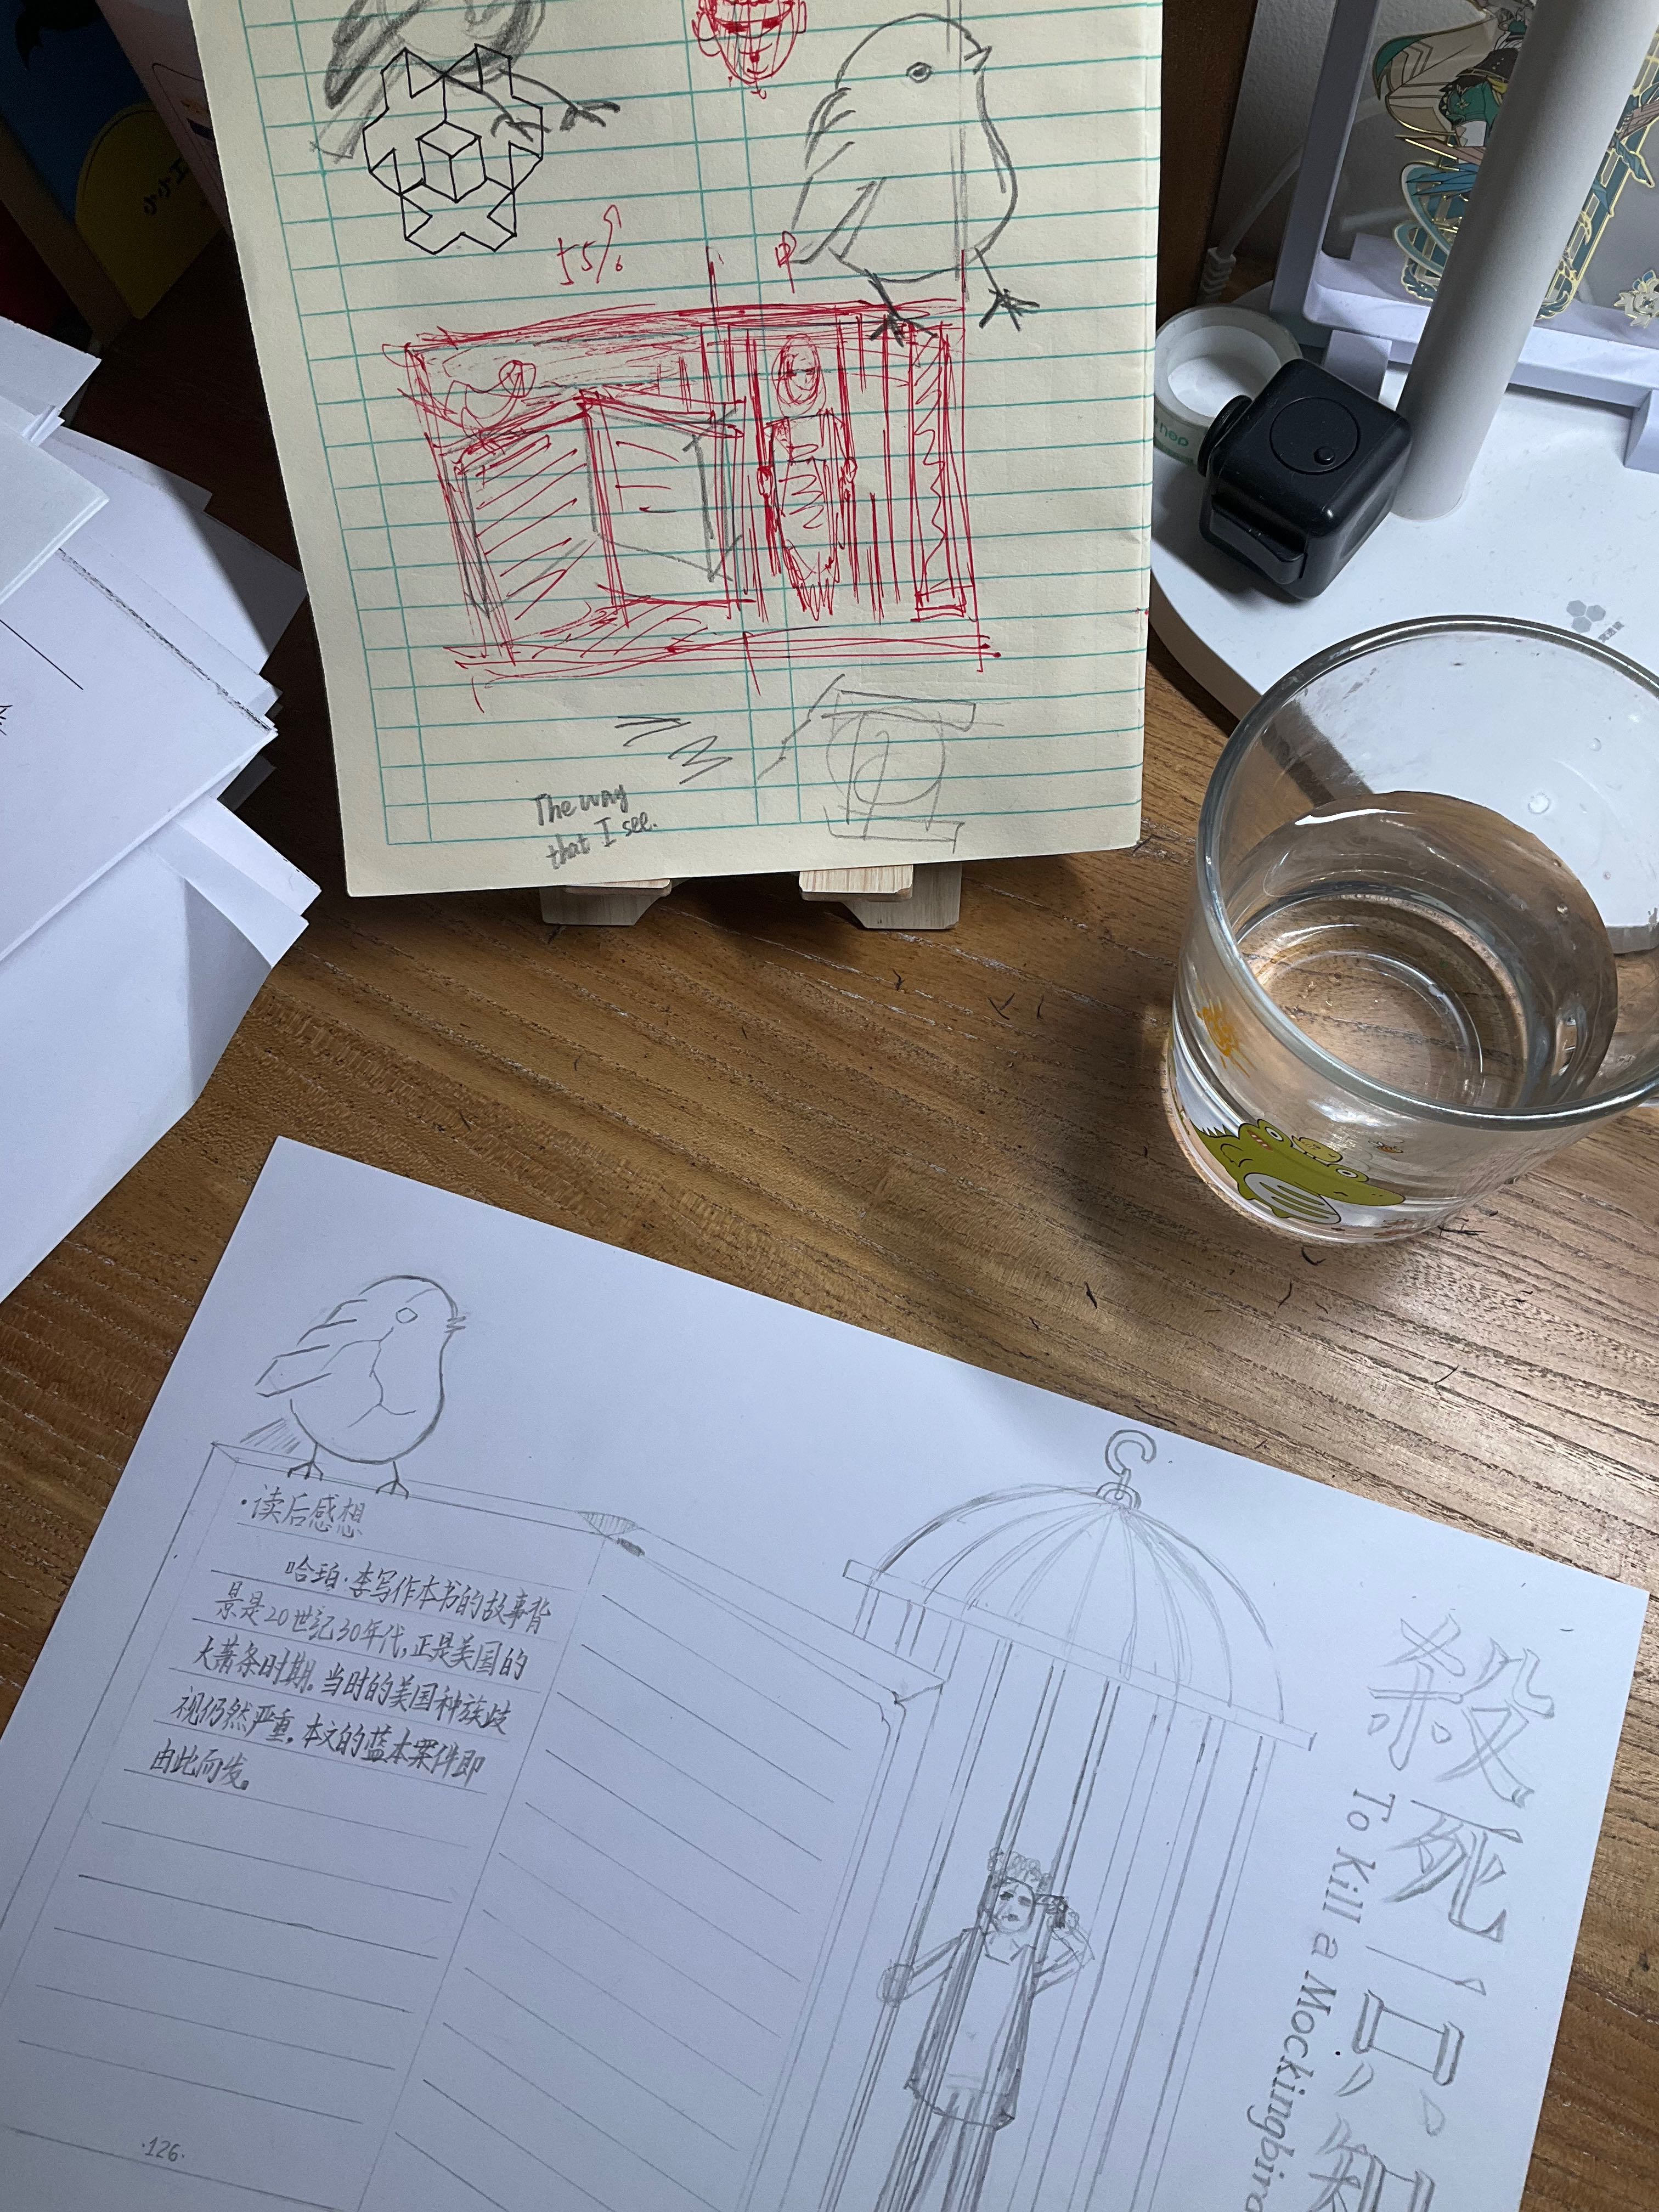 The way
that I see.
·读后感想
哈珀·李写作本书的故事背
景是20世纪30年代,正是美国的
大萧条时期。当时的美国种族歧
视仍然严重。本文的蓝本案件即
由此而发。
·126·
殺死一只知
To Kill a Mockingbird